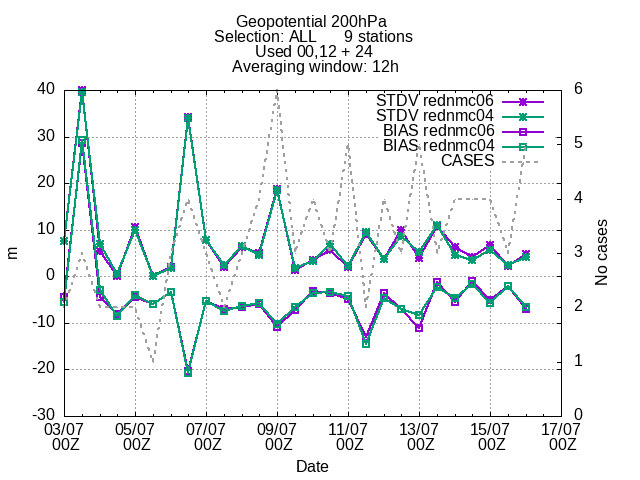 Geopotential 200hPa
Selection: ALL 9 stations
Used 00,12 + 24
Averaging window: 12h
STDV rednmc06
STDV rednmc04
BIAS rednmc06
BIAS rednmc04
CASES
40
30
20
10
0
-10
-20
-30
m
6
5
4
3
2
1
0
No cases
03/07 05/07 07/07 09/07 11/07 13/07 15/07 17/07
00Z 00Z 00Z 00Z 00Z 00Z 00Z 00Z
Date